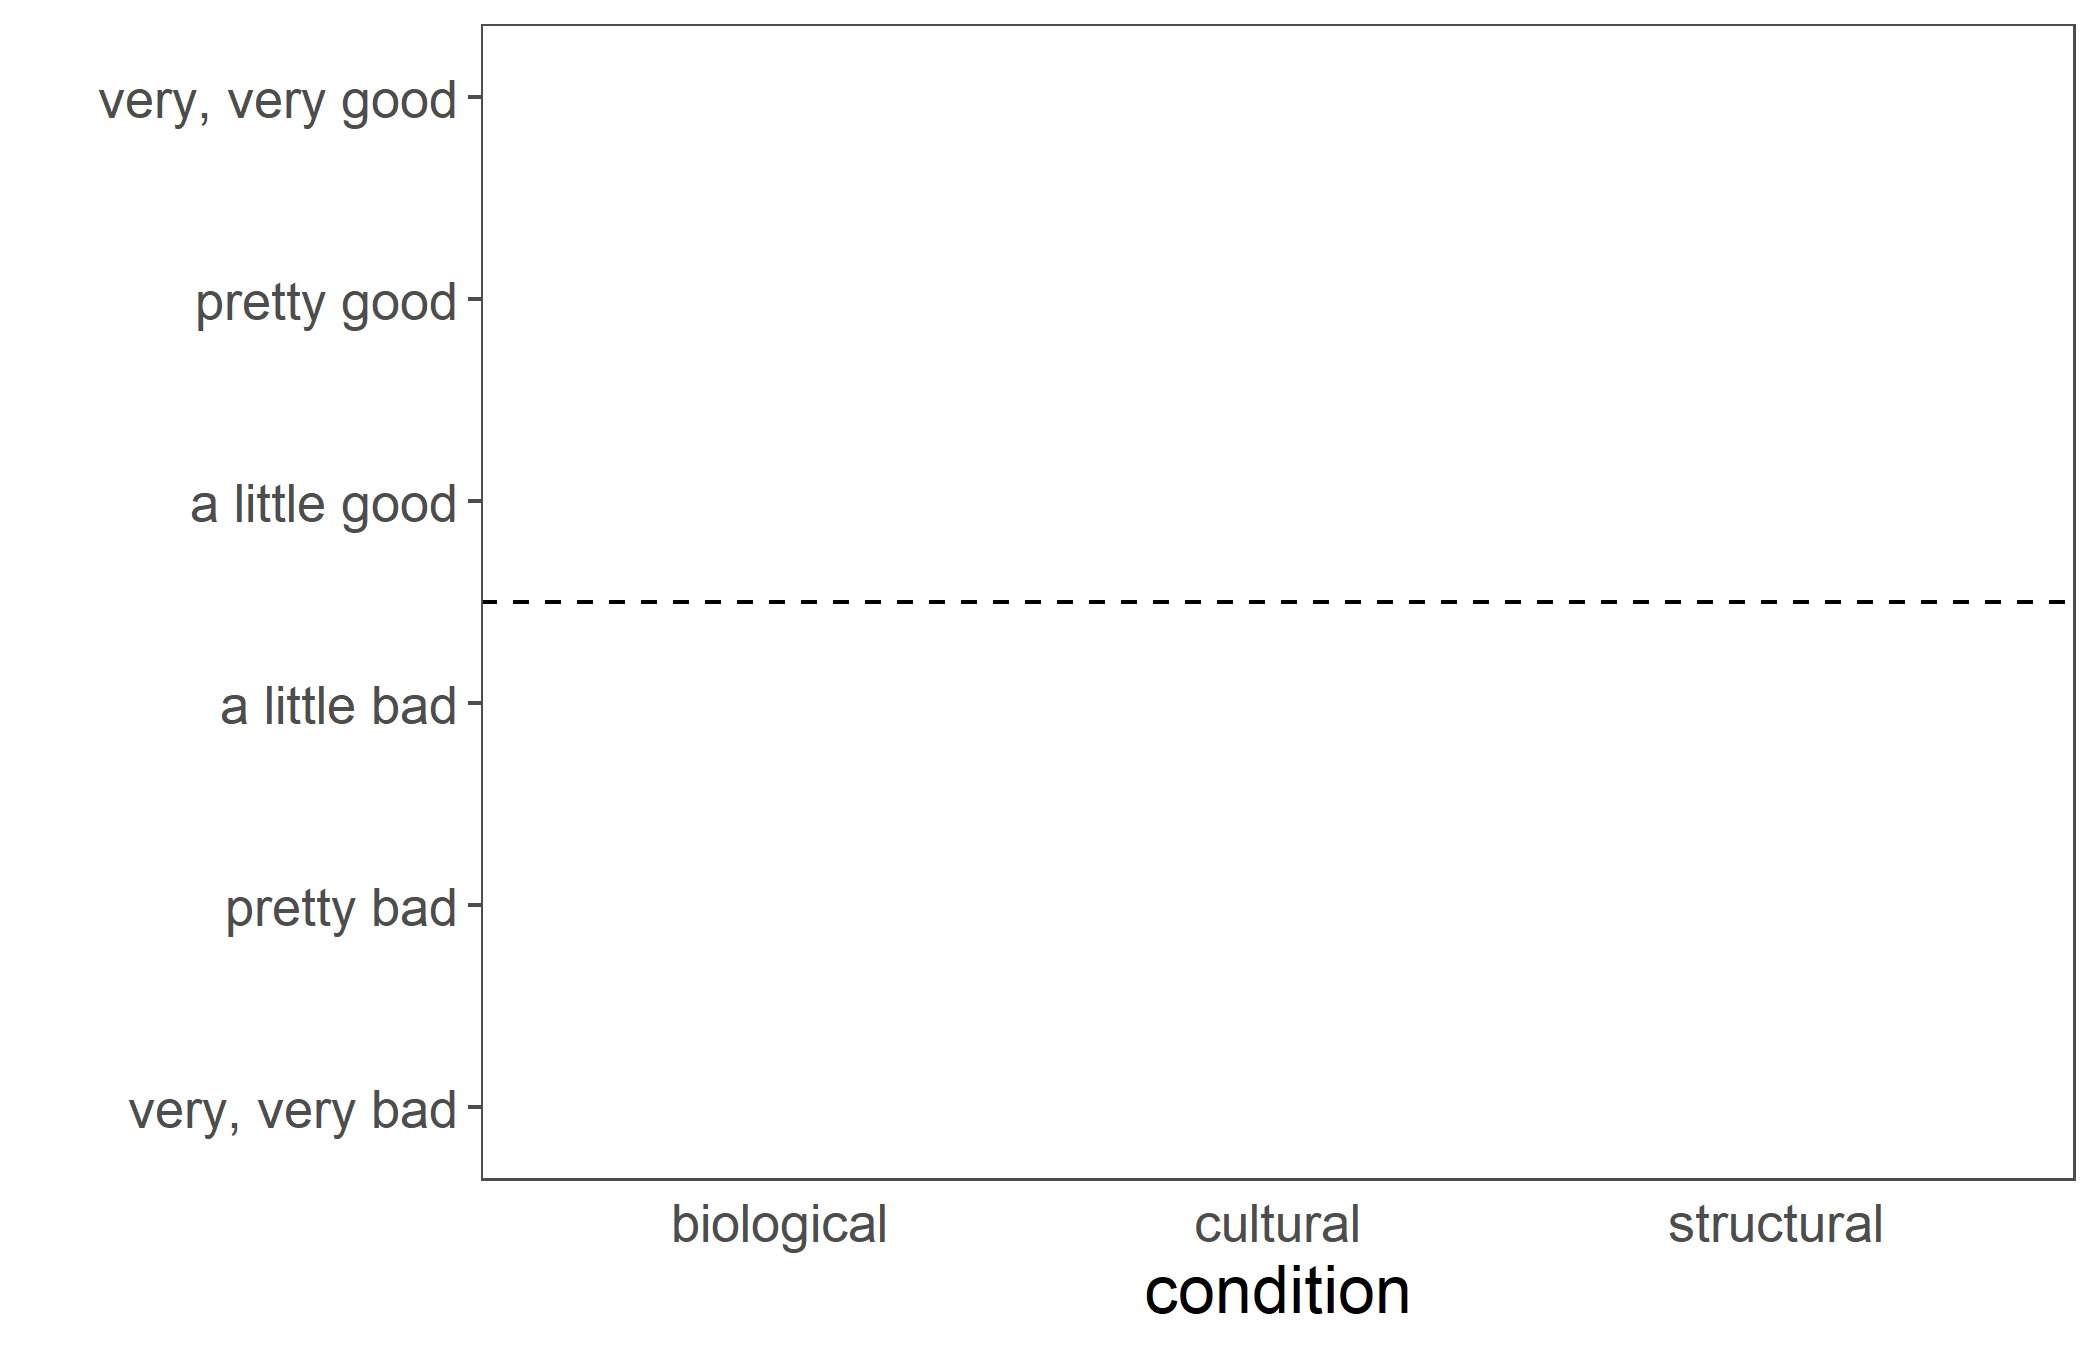 very, very good
pretty good
a little good
a little bad
pretty bad
very, very bad
biological cultural structural
condition